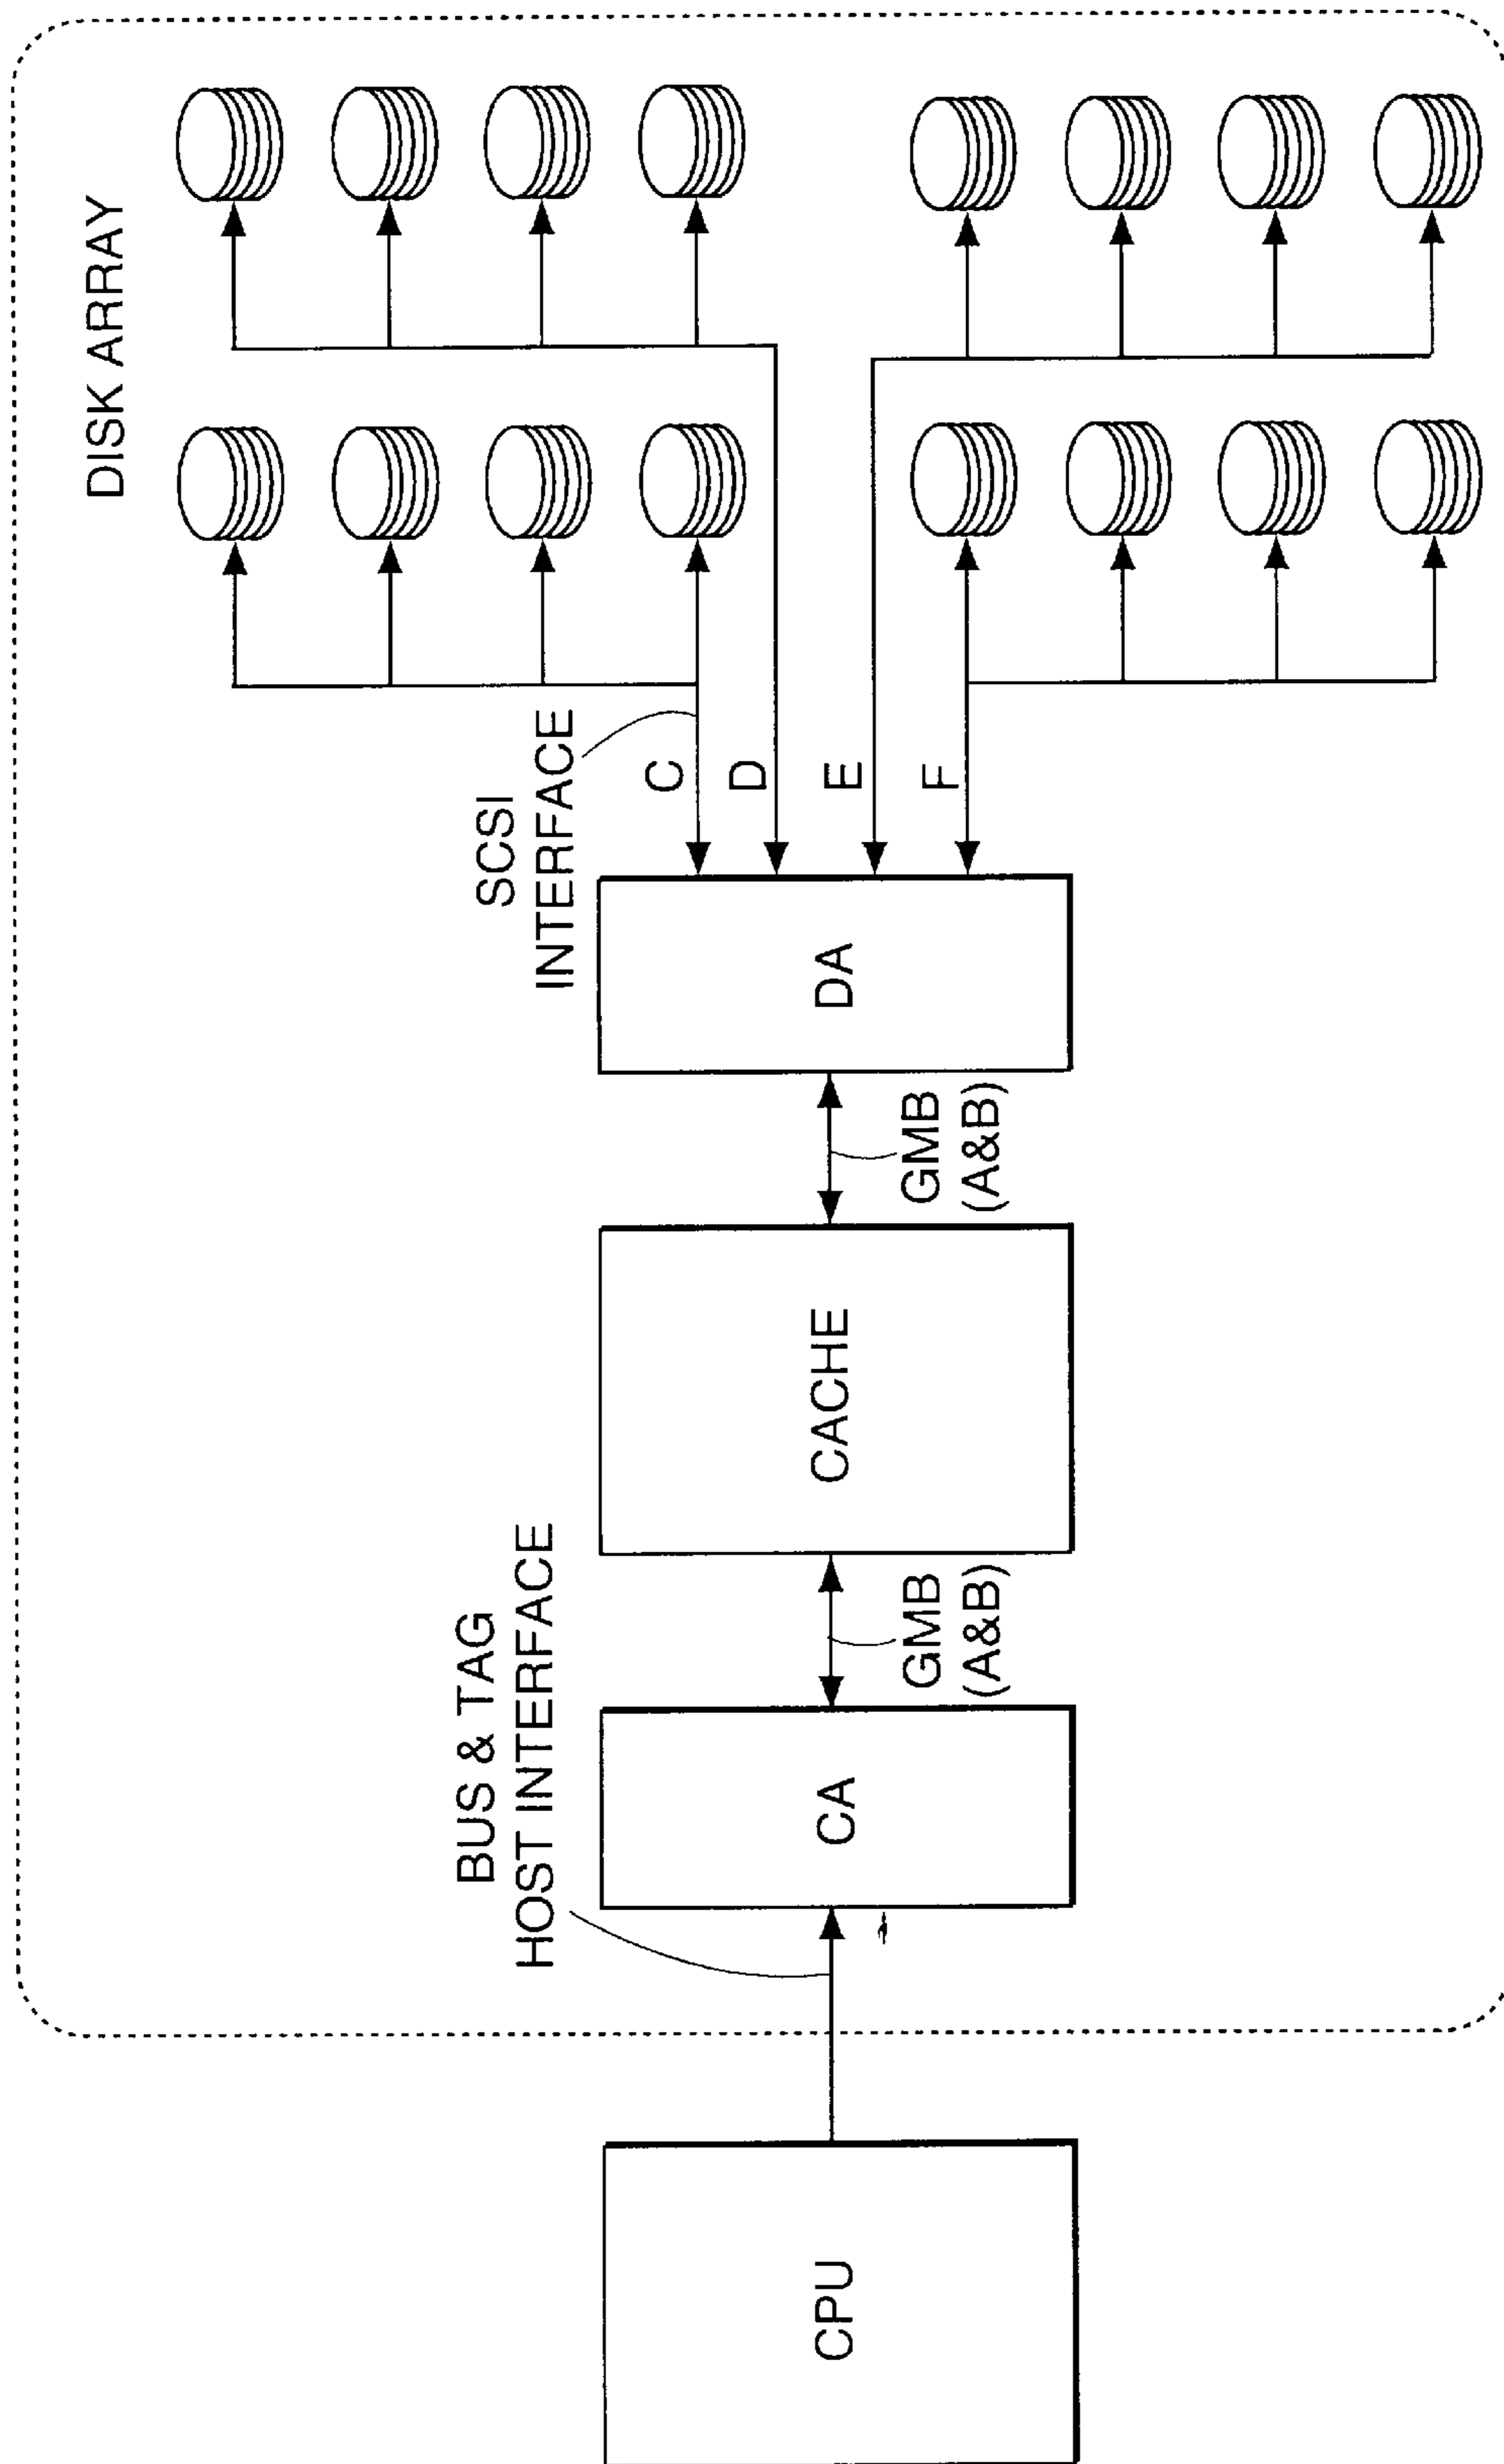 DISK ARRAY
SCSI
INTERFACE
C
D
E
F
DA
GMB
(A&B)
CACHE
BUS & TAG
HOST INTERFACE
GMB
(A&B)
CA
CPU